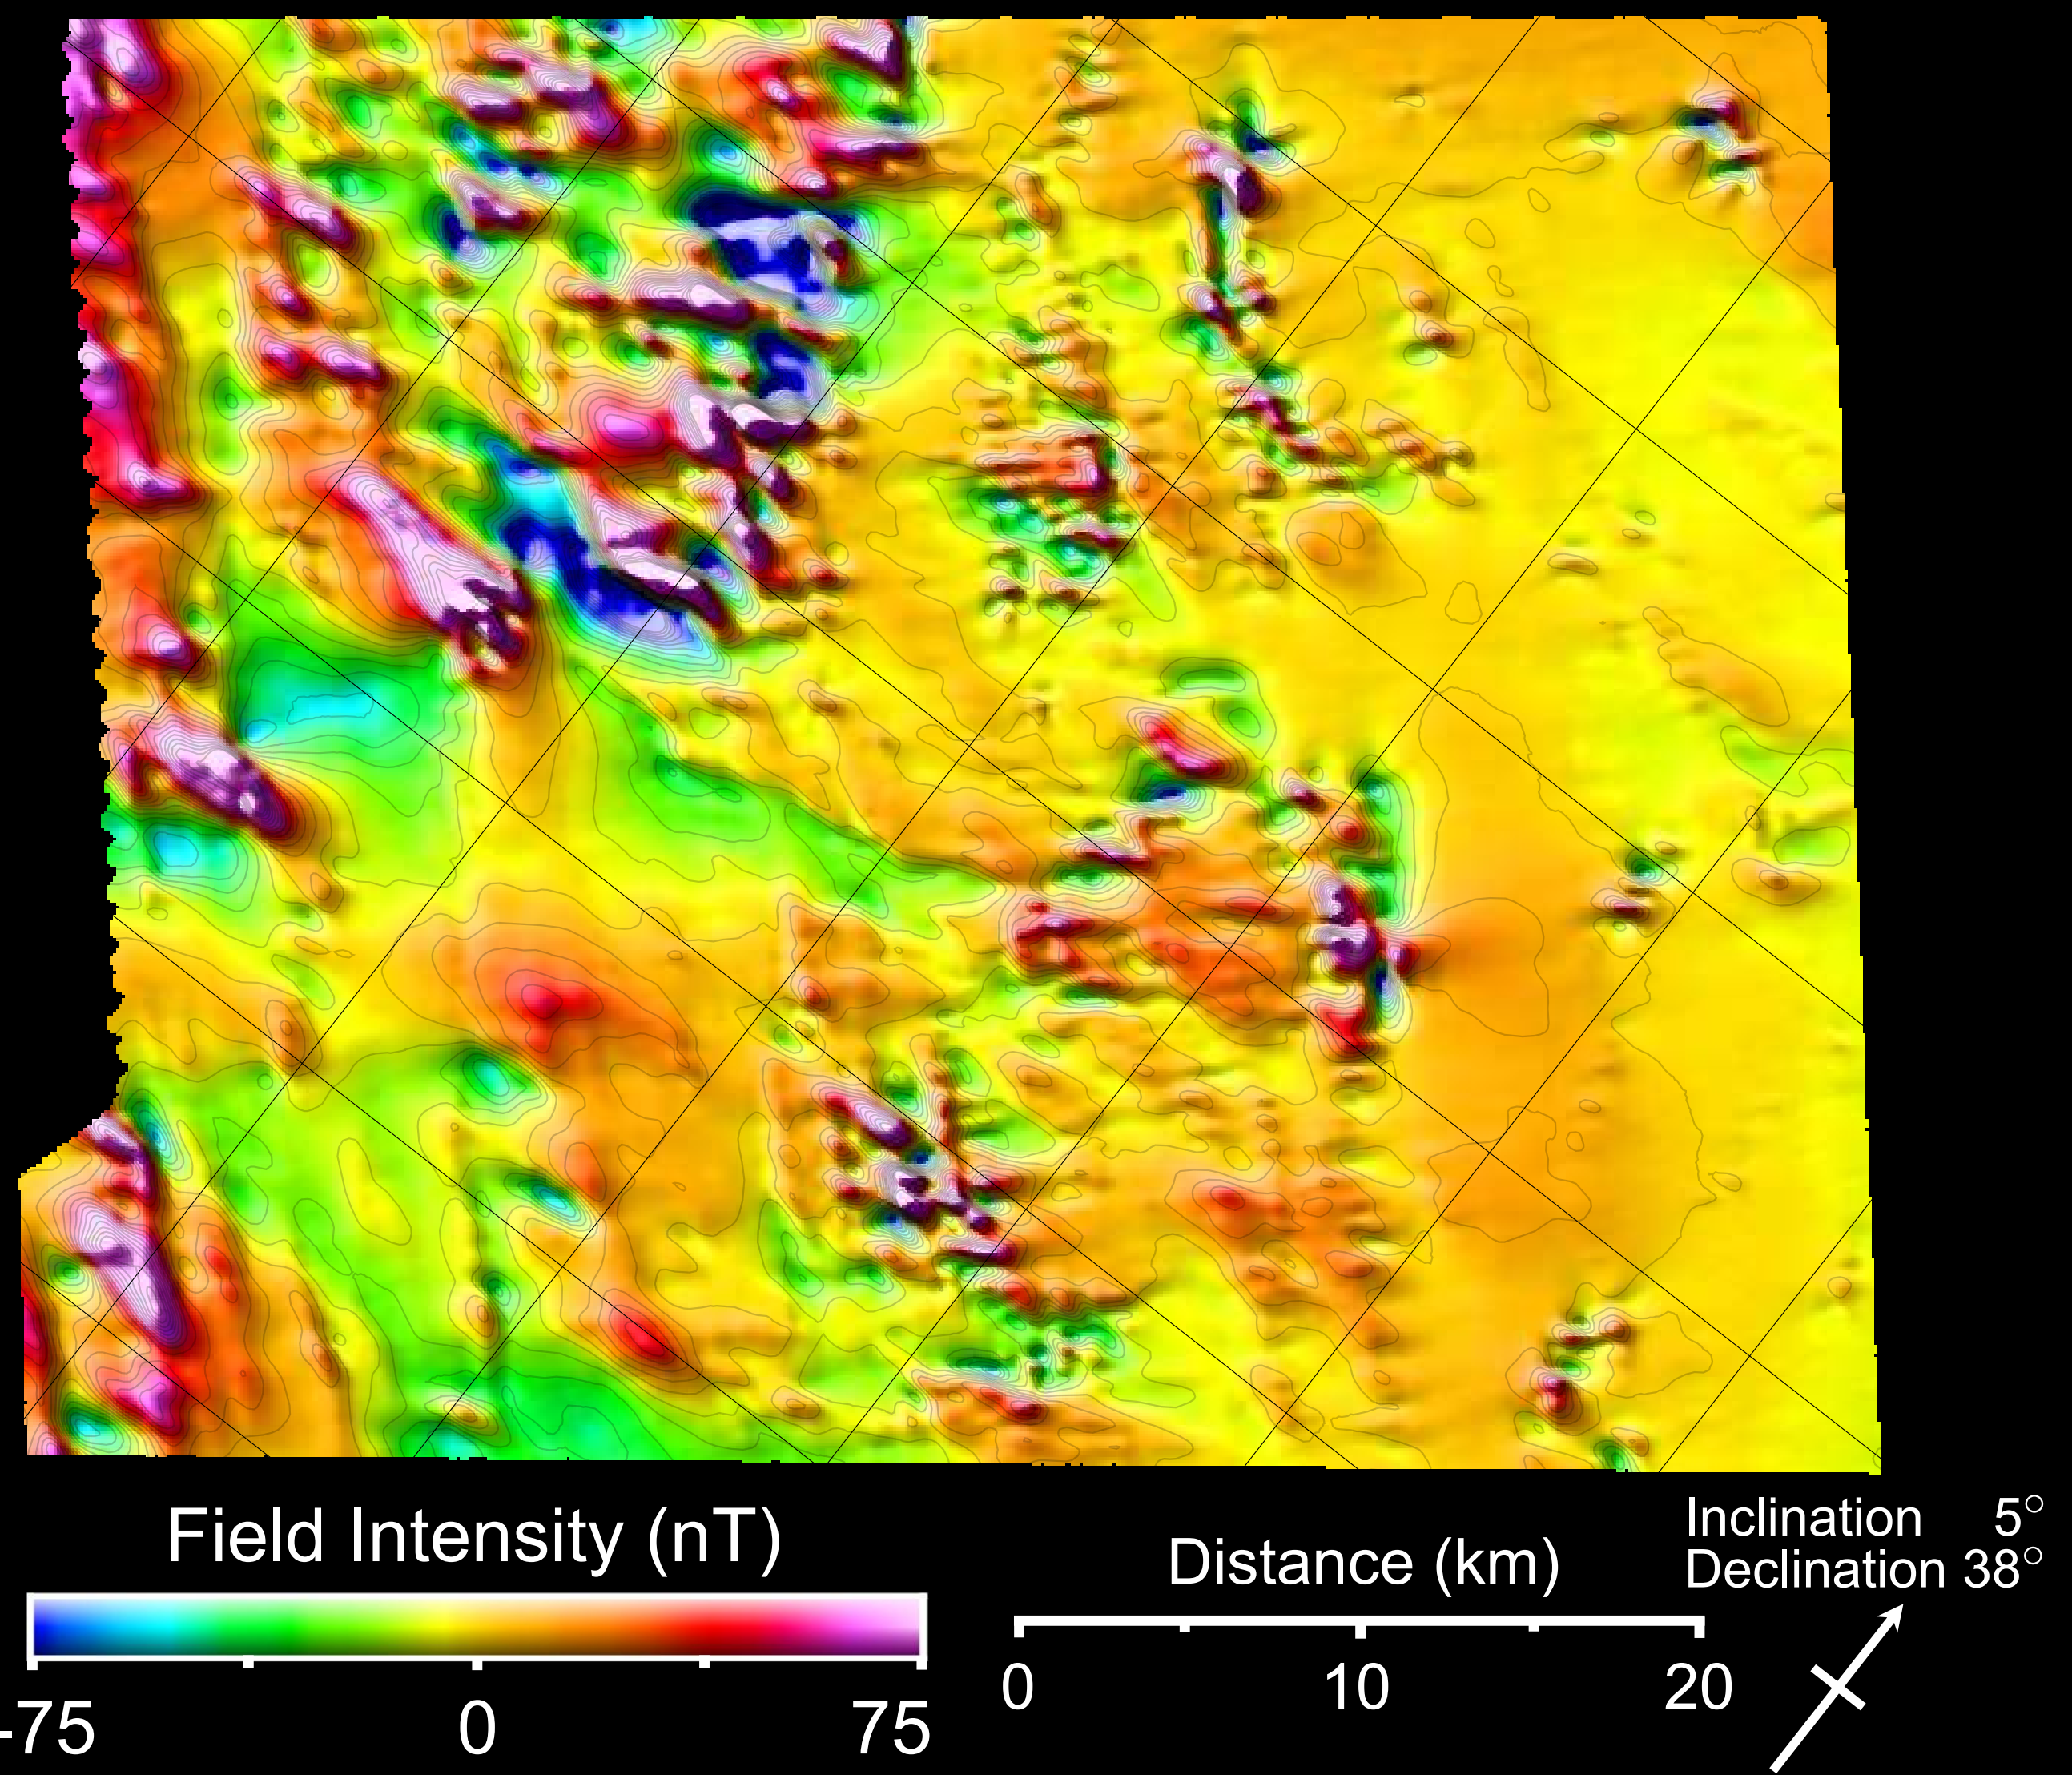 Field Intensity (nT)
-75 0 75
Distance (km)
0 10 20
Inclination 5°
Declination 38°